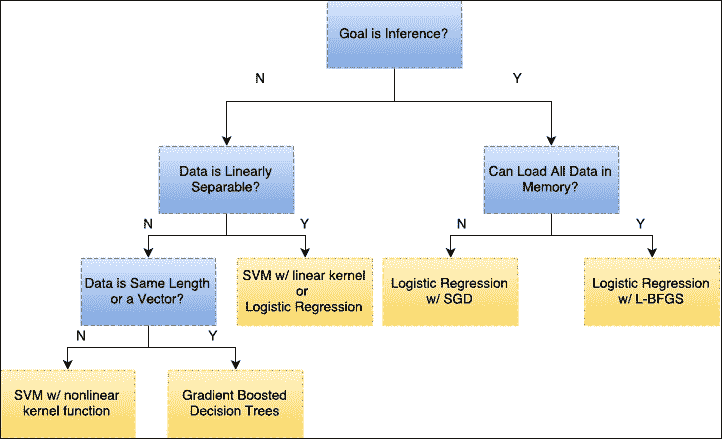 Goal is Inference?
N
Y
Data is Linearly
Separable?
Can Load All Data in
Memory?
N
Y
N
Y
Data is Same Length
or a Vector?
SVM w/ linear kernel
or
Logistic Regression
Logistic Regression
w/ SGD
Logistic Regression
w/ L-BFGS
N
Y
SVM w/ nonlinear
kernel function
Gradient Boosted
Decision Trees